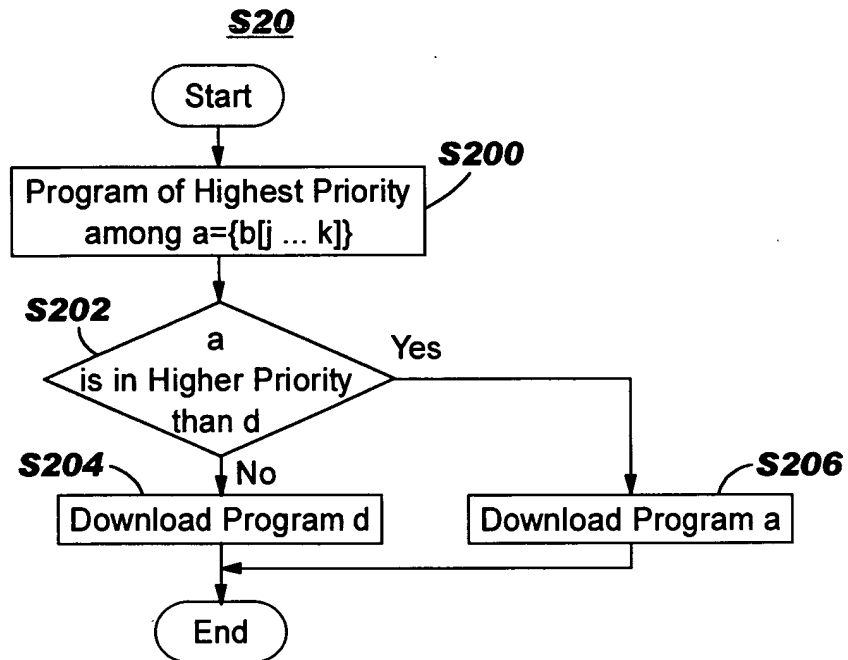 S20
Start
S200
Program of Highest Priority
among a={b[j ... k]}
S202
a
is in Higher Priority
than d
Yes
No
S204
Download Program d
S206
Download Program a
End